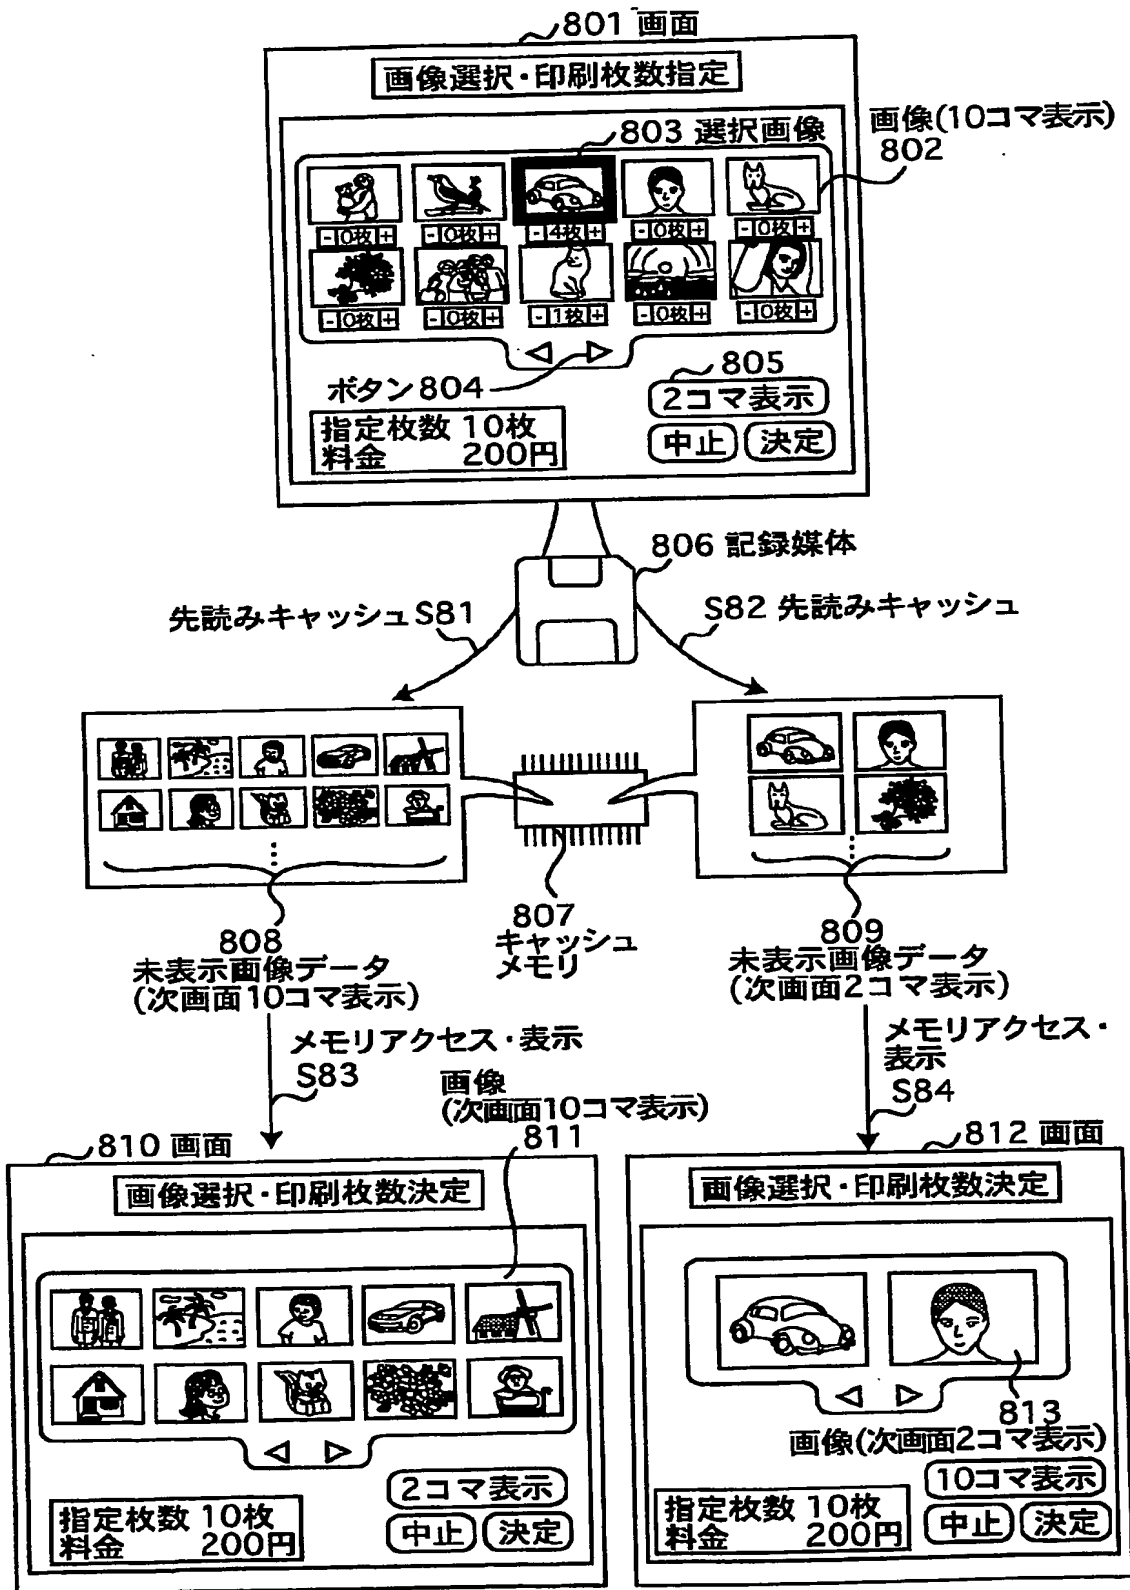 801 画面
画像選択・印刷枚数指定
画像(10コマ表示)
802
803 選択画像
-0枚+ -0枚+ -4枚+ -0枚+ -0枚+
-0枚+ -0枚+ -1枚+ -0枚+ -0枚+
ボタン804
805
2コマ表示
指定枚数 10枚
料金 200円
中止 決定
806 記録媒体
先読みキャッシュS81
S82 先読みキャッシュ
807
キャッシュ
メモリ
808
未表示画像データ
(次画面10コマ表示)
809
未表示画像データ
(次画面2コマ表示)
メモリアクセス・表示
S83
メモリアクセス・
表示
S84
画像
(次画面10コマ表示)
811
810 画面
画像選択・印刷枚数決定
2コマ表示
指定枚数 10枚
料金 200円
中止 決定
812 画面
画像選択・印刷枚数決定
813
画像(次画面2コマ表示)
10コマ表示
指定枚数 10枚
料金 200円
中止 決定